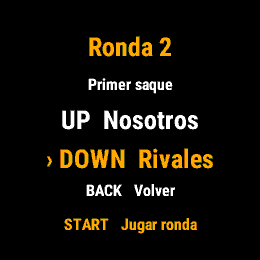 Ronda 2
Primer saque
UP Nosotros
› DOWN Rivales
BACK Volver
START Jugar ronda